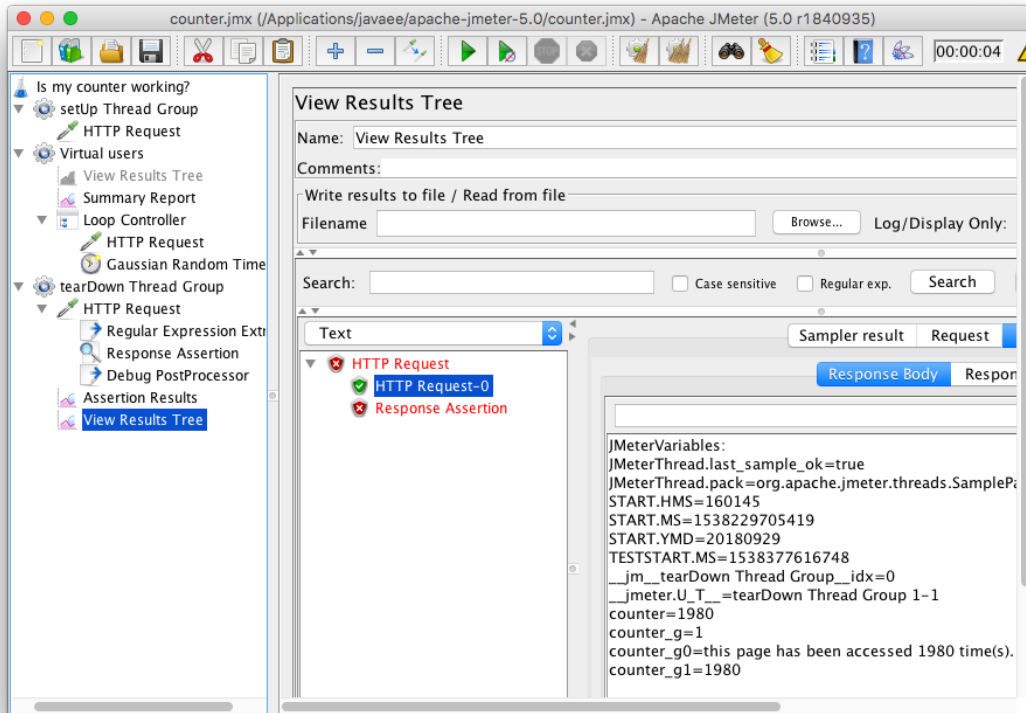 counter.jmx (/Applications/javaee/apache-jmeter-5.0/counter.jmx) - Apache JMeter (5.0 r1840935)
STOP
00:00:04
Is my counter working?
setUp Thread Group
HTTP Request
Virtual users
View Results Tree
Summary Report
Loop Controller
HTTP Request
Gaussian Random Time
tearDown Thread Group
HTTP Request
Regular Expression Extr
Response Assertion
Debug PostProcessor
Assertion Results
View Results Tree
View Results Tree
Name: View Results Tree
Comments:
Write results to file / Read from file
Filename Browse... Log/Display Only:
Search: Case sensitive Regular exp. Search
Text
HTTP Request
HTTP Request-0
Response Assertion
Sampler result Request
Response Body Respon
JMeterVariables:
JMeterThread.last_sample_ok=true
JMeterThread.pack=org.apache.jmeter.threads.SamplePa
START.HMS=160145
START.MS=1538229705419
START.YMD=20180929
TESTSTART.MS=1538377616748
__jm__tearDown Thread Group__idx=0
__jmeter.U_T__=tearDown Thread Group 1-1
counter=1980
counter_g=1
counter_g0=this page has been accessed 1980 time(s).
counter_g1=1980